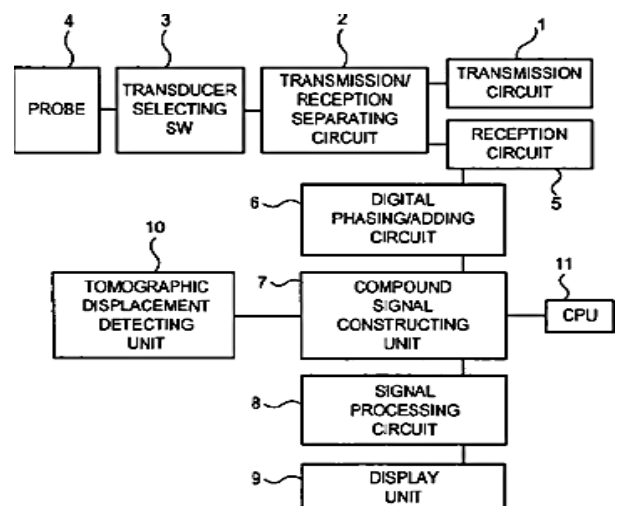 4
3
2
1
PROBE
TRANSDUCER
SELECTING
SW
TRANSMISSION/
RECEPTION
SEPARATING
CIRCUIT
TRANSMISSION
CIRCUIT
RECEPTION
CIRCUIT
5
6
DIGITAL
PHASING/ADDING
CIRCUIT
10
TOMOGRAPHIC
DISPLACEMENT
DETECTING
UNIT
7
COMPOUND
SIGNAL
CONSTRUCTING
UNIT
11
CPU
8
SIGNAL
PROCESSING
CIRCUIT
9
DISPLAY
UNIT